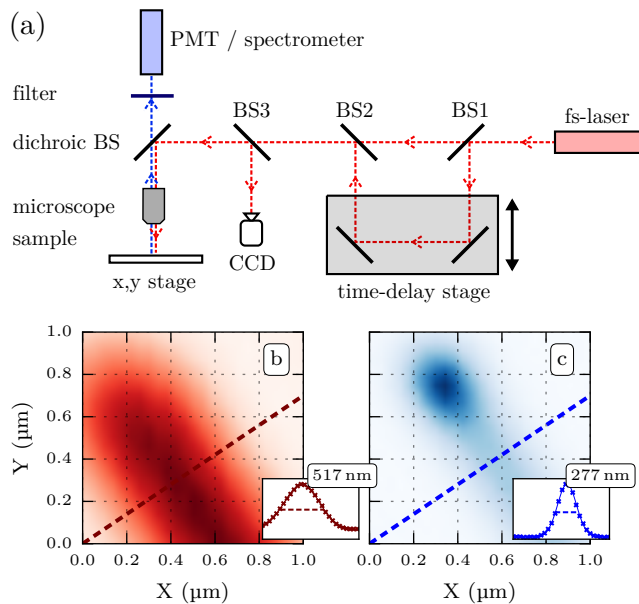 (a)
PMT / spectrometer
filter
dichroic BS
BS3
BS2
BS1
fs-laser
microscope
sample
x,y stage
CCD
time-delay stage
1.0
0.8
0.6
0.4
0.2
0.0
Y (µm)
b
517 nm
0.0 0.2 0.4 0.6 0.8 1.0
X (µm)
c
277 nm
0.0 0.2 0.4 0.6 0.8 1.0
X (µm)